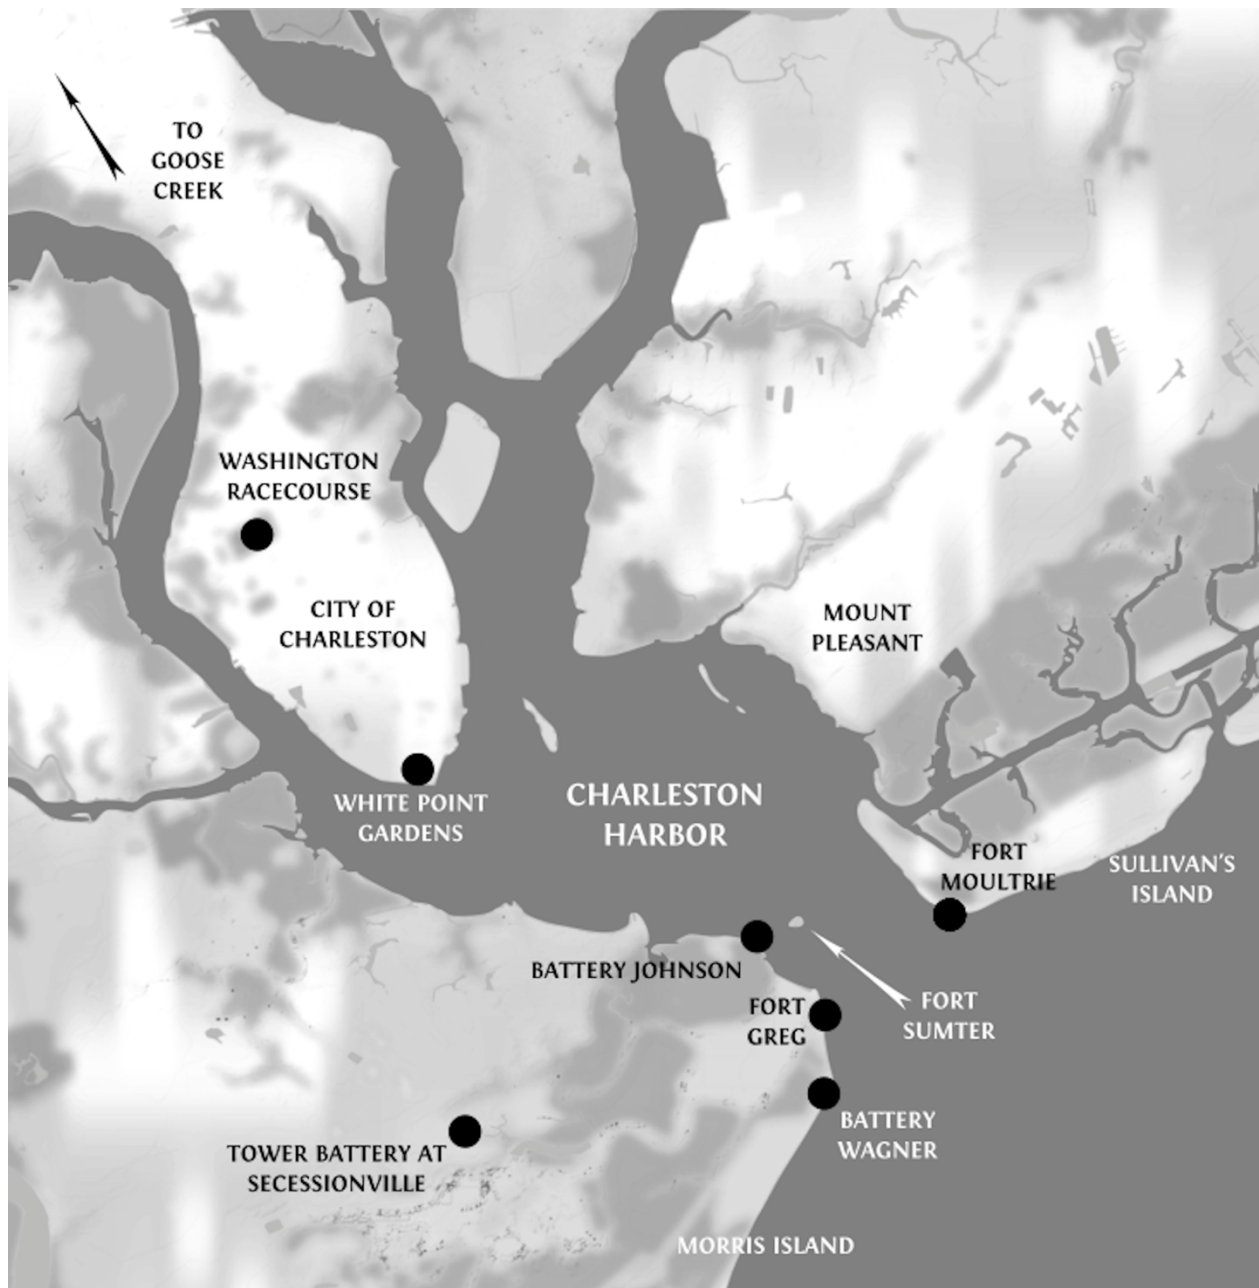 TO
GOOSE
CREEK
WASHINGTON
RACECOURSE
CITY OF
CHARLESTON
MOUNT
PLEASANT
WHITE POINT
GARDENS
CHARLESTON
HARBOR
FORT
MOULTRIE
SULLIVAN'S
ISLAND
BATTERY JOHNSON
FORT
GREG
FORT
SUMTER
BATTERY
WAGNER
TOWER BATTERY AT
SECESSIONVILLE
MORRIS ISLAND